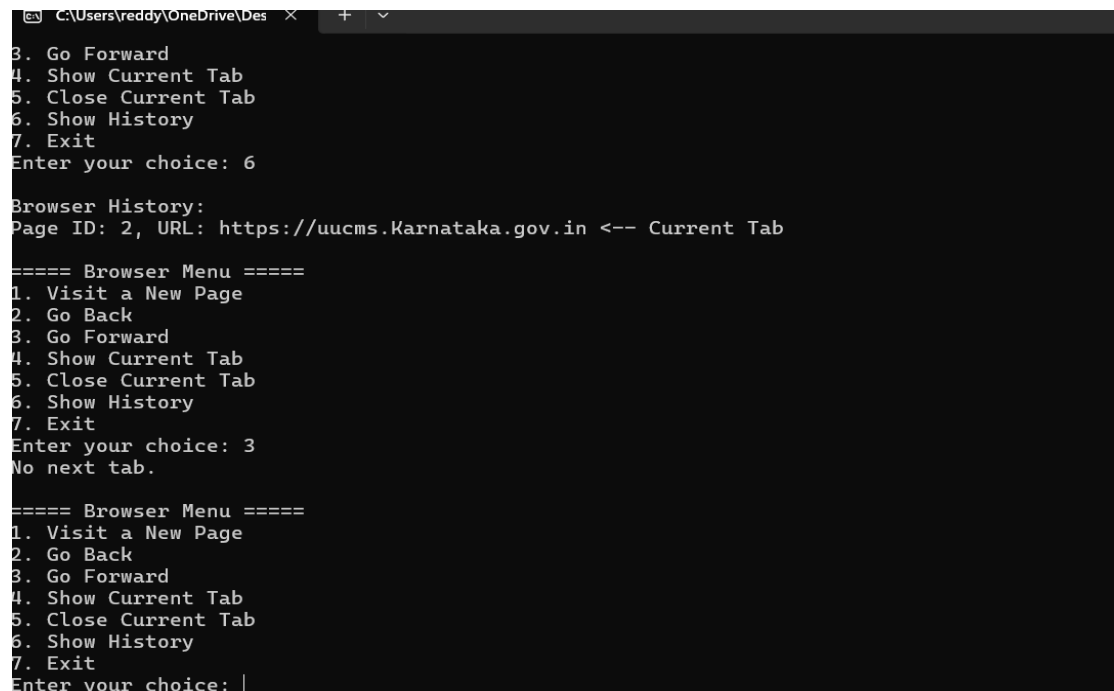 C:\Users\reddy\OneDrive\Des
3. Go Forward
4. Show Current Tab
5. Close Current Tab
6. Show History
7. Exit
Enter your choice: 6
Browser History:
Page ID: 2, URL: https://uucms.Karnataka.gov.in <-- Current Tab
===== Browser Menu =====
1. Visit a New Page
2. Go Back
3. Go Forward
4. Show Current Tab
5. Close Current Tab
6. Show History
7. Exit
Enter your choice: 3
No next tab.
===== Browser Menu =====
1. Visit a New Page
2. Go Back
3. Go Forward
4. Show Current Tab
5. Close Current Tab
6. Show History
7. Exit
Enter your choice: